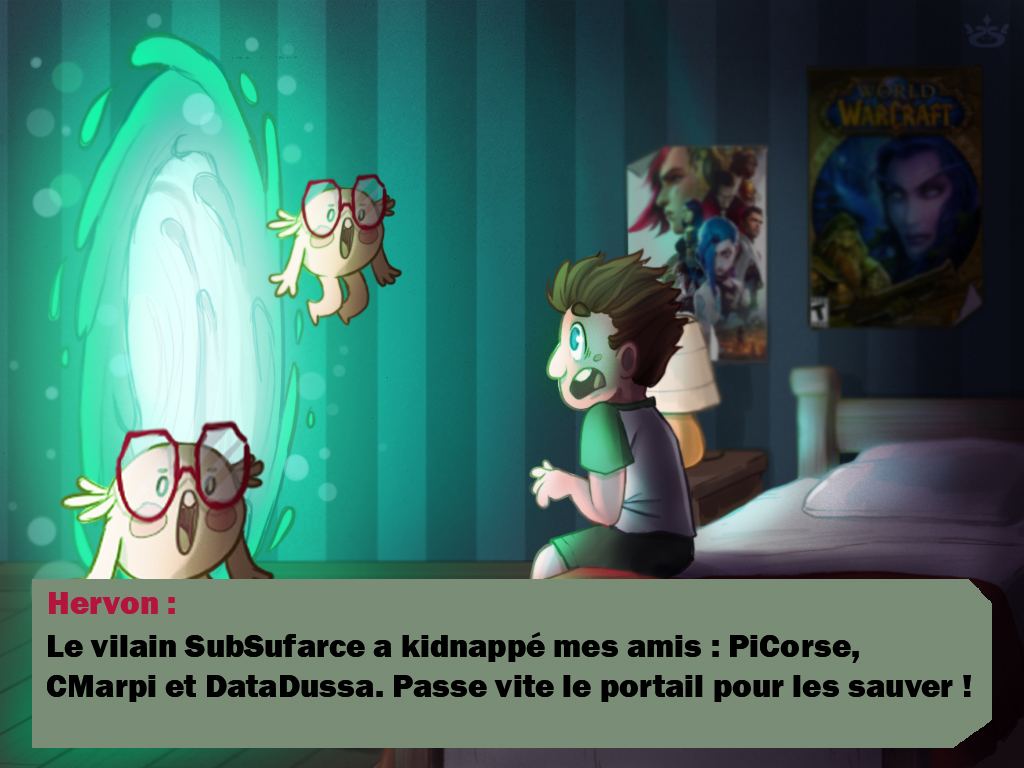 WORLD
WARCRAFT
T
Hervon :
Le vilain SubSufarce a kidnappé mes amis : PiCorse,
CMarpi et DataDussa. Passe vite le portail pour les sauver !